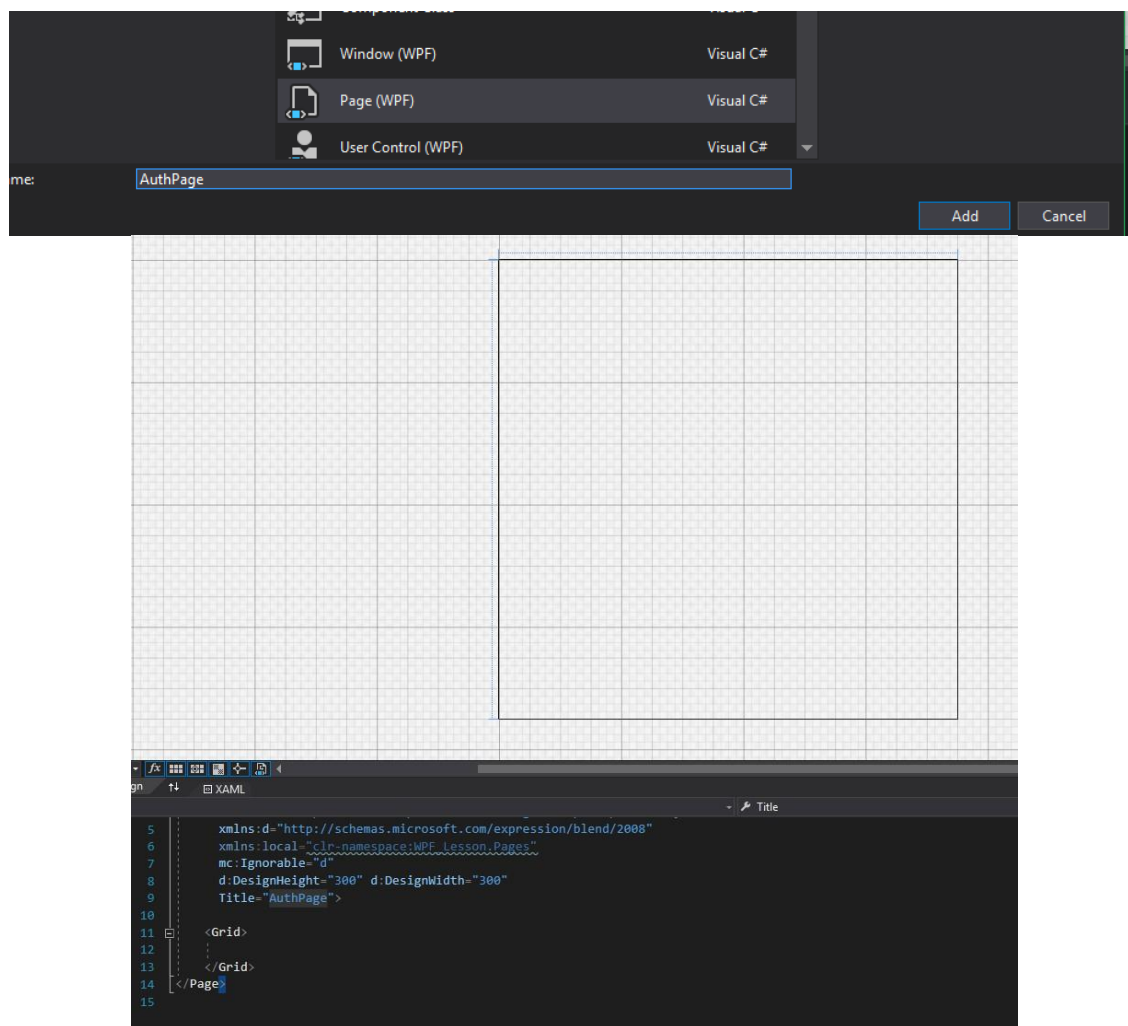 Window (WPF) Visual C#
Page (WPF) Visual C#
User Control (WPF) Visual C#
me: AuthPage
Add Cancel
gn XAML
Title
5 xmlns:d="http://schemas.microsoft.com/expression/blend/2008"
6 xmlns:local="clr-namespace:WPF_Lesson.Pages"
7 mc:Ignorable="d"
8 d:DesignHeight="300" d:DesignWidth="300"
9 Title="AuthPage">
10
11 <Grid>
12
13 </Grid>
14 </Page>
15